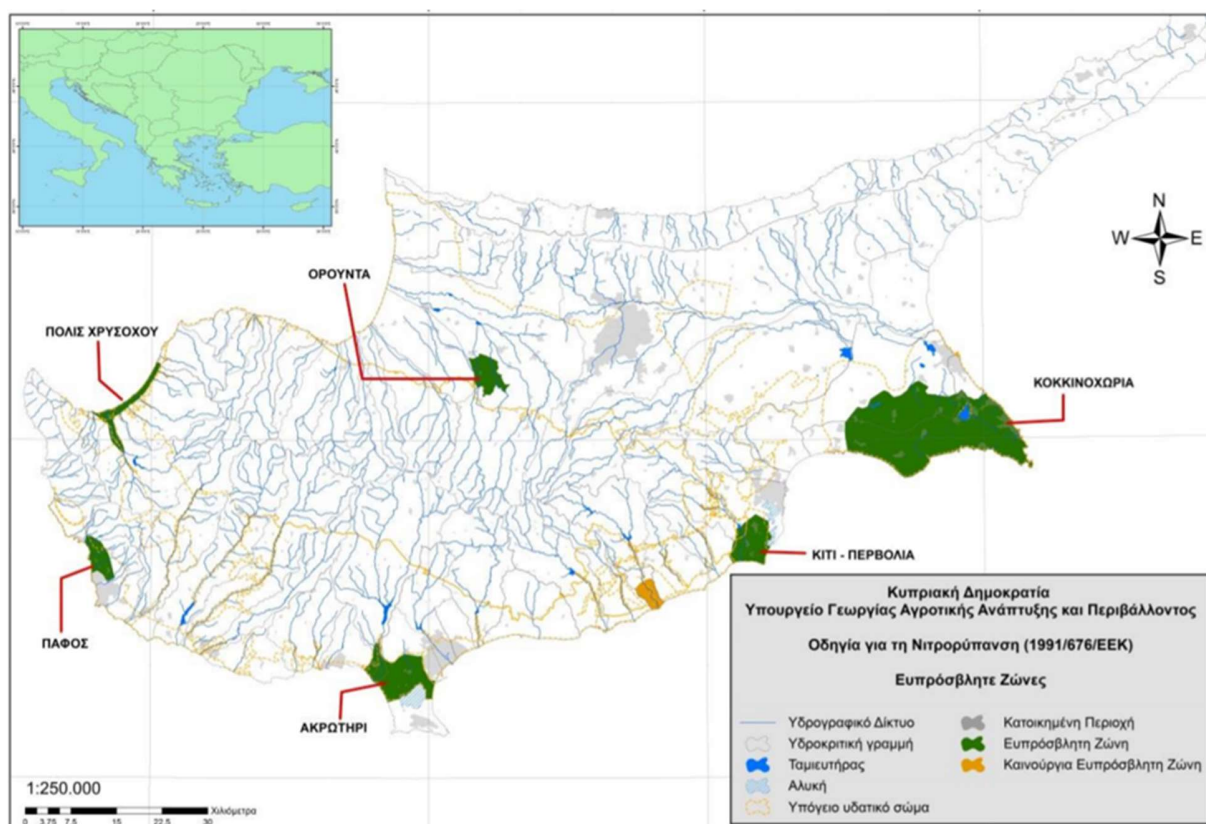 ΟΡΟΥΝΤΑ
ΠΟΛΙΣ ΧΡΥΣΟΧΟΥ
N
W E
S
ΚΟΚΚΙΝΟΧΩΡΙΑ
ΚΙΤΙ - ΠΕΡΒΟΛΙΑ
ΠΑΦΟΣ
ΑΚΡΩΤΗΡΙ
Κυπριακή Δημοκρατία
Υπουργείο Γεωργίας Αγροτικής Ανάπτυξης και Περιβάλλοντος
Οδηγία για τη Νιτρορύπανση (1991/676/ΕΕΚ)
Ευπρόσβλητε Ζώνες
Υδρογραφικό Δίκτυο
Υδροκριτική γραμμή
Ταμιευτήρας
Αλυκή
Υπόγειο υδατικό σώμα
Κατοικημένη Περιοχή
Ευπρόσβλητη Ζώνη
Καινούργια Ευπρόσβλητη Ζώνη
1:250.000
Χιλιόμετρα
0 3.75 7.5 15 22.5 30